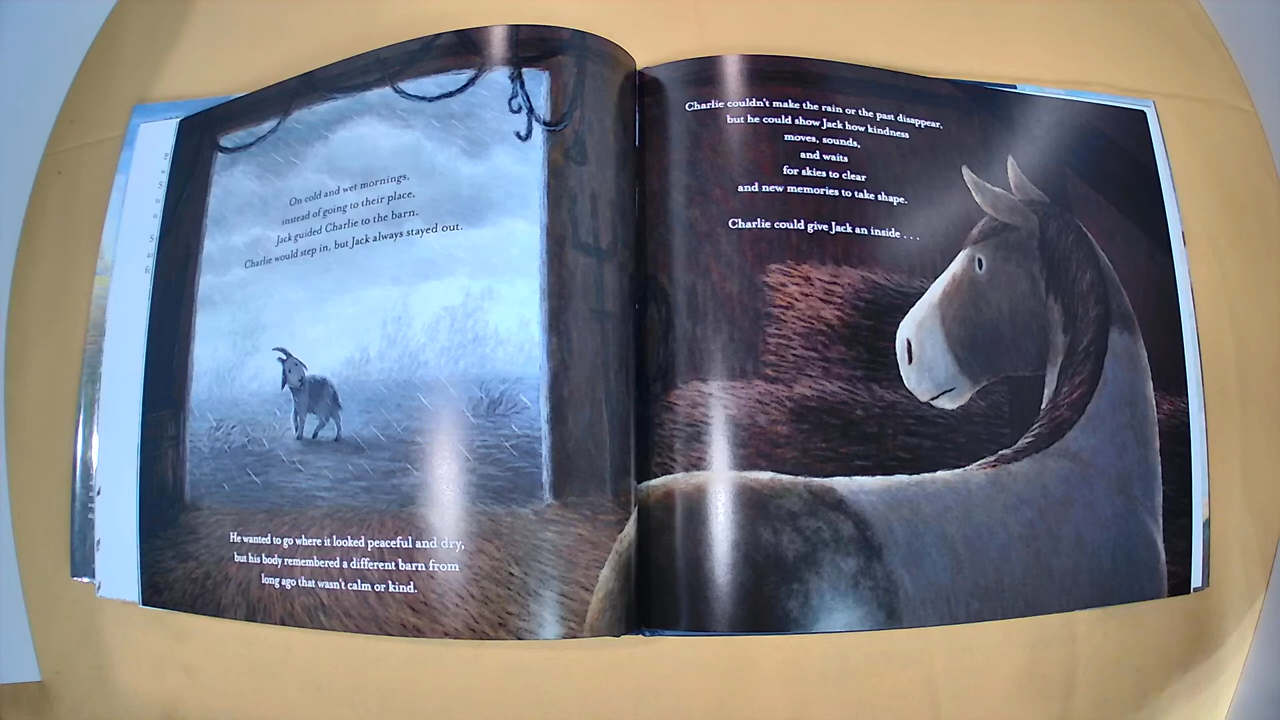 On cold and wet mornings,
instead of going to their place,
Jack guided Charlie to the barn.
Charlie would step in, but Jack always stayed out.
He wanted to go where it looked peaceful and dry,
but his body remembered a different barn from
long ago that wasn't calm or kind.
Charlie couldn't make the rain or the past disappear,
but he could show Jack how kindness
moves, sounds,
and waits
for skies to clear
and new memories to take shape.
Charlie could give Jack an inside . . .